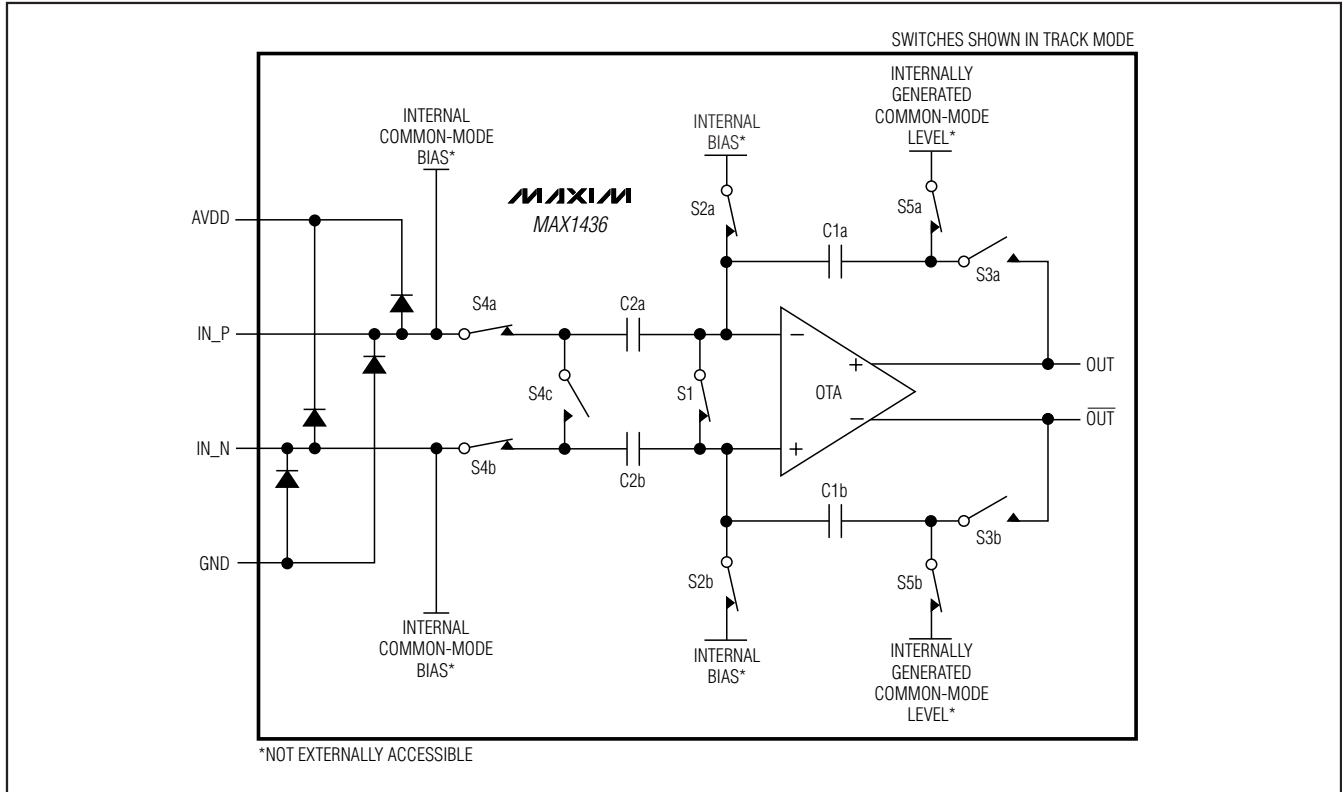 SWITCHES SHOWN IN TRACK MODE
INTERNALLY
GENERATED
COMMON-MODE
LEVEL*
INTERNAL
COMMON-MODE
BIAS*
INTERNAL
BIAS*
MAXIM
MAX1436
AVDD
S2a
S5a
C1a
S3a
S4a
C2a
IN_P
OUT
S4c
S1
OTA
OUT
IN_N
S4b
C2b
C1b
S3b
GND
S2b
S5b
INTERNAL
COMMON-MODE
BIAS*
INTERNAL
BIAS*
INTERNALLY
GENERATED
COMMON-MODE
LEVEL*
*NOT EXTERNALLY ACCESSIBLE